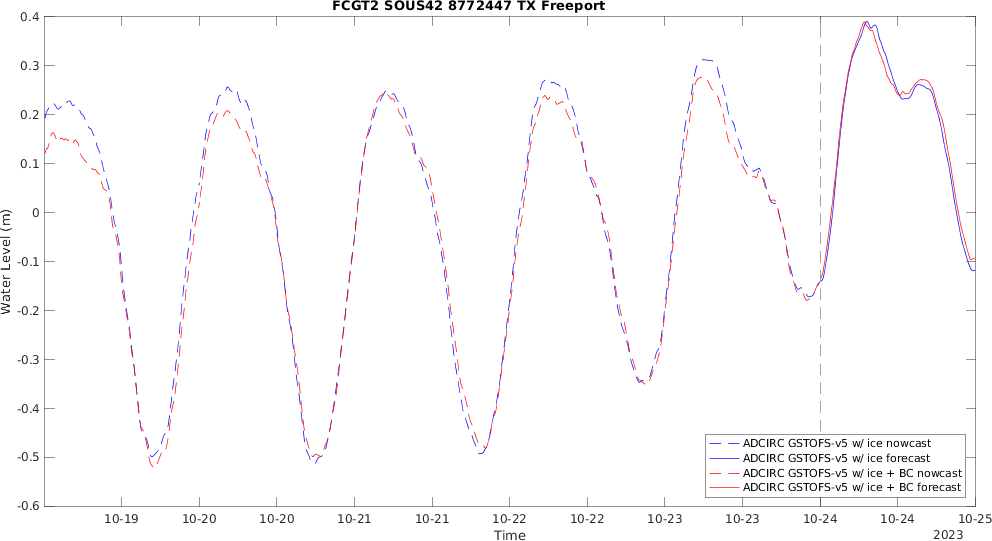 FCGT2 SOUS42 8772447 TX Freeport
Water Level (m)
0.4
0.3
0.2
0.1
0
-0.1
-0.2
-0.3
-0.4
-0.5
-0.6
ADCIRC GSTOFS-v5 w/ ice nowcast
ADCIRC GSTOFS-v5 w/ ice forecast
ADCIRC GSTOFS-v5 w/ ice + BC nowcast
ADCIRC GSTOFS-v5 w/ ice + BC forecast
10-19 10-20 10-20 10-21 10-21 10-22 10-22 10-23 10-23 10-24 10-24 10-25
Time
2023